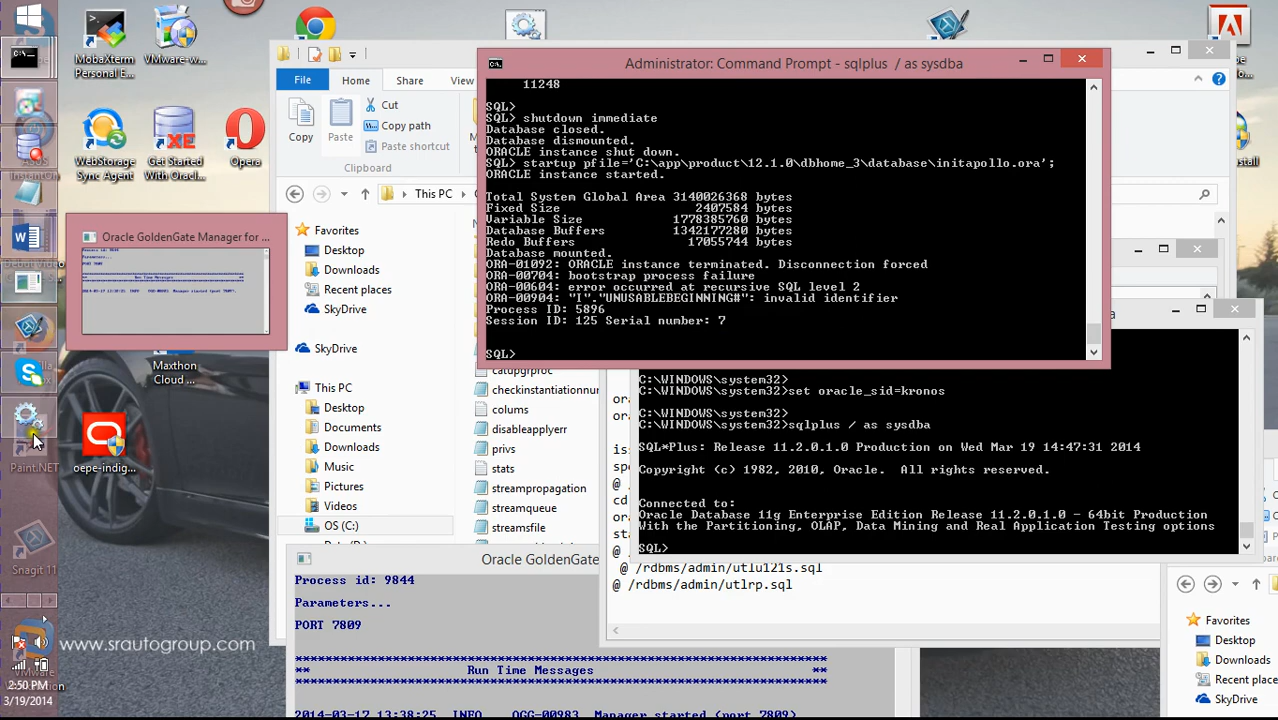 MobaXterm
Personal E...
VMware-w...
WebStorage
Sync Agent
Get Started
With Oracl...
Opera
Maxthon
Cloud ...
oepe-indig...
Paint.NET
Snagit 11
2:50 PM
3/19/2014
www.srautogroup.com
Oracle GoldenGate Manager for ...
File
Home
Share
View
Copy
Paste
Cut
Copy path
Paste shortcut
Clipboard
This PC
Favorites
Desktop
Downloads
Recent places
SkyDrive
SkyDrive
This PC
Desktop
Documents
Downloads
Music
Pictures
Videos
OS (C:)
catupgrproc
checkinstantiationnu
colums
disableapplyerr
privs
stats
streampropagation
streamqueue
streamsfile
Administrator: Command Prompt - sqlplus / as sysdba
11248
SQL>
SQL> shutdown immediate
Database closed.
Database dismounted.
ORACLE instance shut down.
SQL> startup pfile='C:\app\product\12.1.0\dbhome_3\database\initapollo.ora';
ORACLE instance started.
Total System Global Area 3140026368 bytes
Fixed Size 2407584 bytes
Variable Size 1778385760 bytes
Database Buffers 1342177280 bytes
Redo Buffers 17055744 bytes
Database mounted.
ORA-01092: ORACLE instance terminated. Disconnection forced
ORA-00704: bootstrap process failure
ORA-00604: error occurred at recursive SQL level 2
ORA-00904: "I"."UNUSABLEBEGINNING#": invalid identifier
Process ID: 5896
Session ID: 125 Serial number: 7
SQL>
C:\WINDOWS\system32>
C:\WINDOWS\system32>set oracle_sid=kronos
C:\WINDOWS\system32>
C:\WINDOWS\system32>sqlplus / as sysdba
SQL*Plus: Release 11.2.0.1.0 Production on Wed Mar 19 14:47:31 2014
Copyright (c) 1982, 2010, Oracle. All rights reserved.
Connected to:
Oracle Database 11g Enterprise Edition Release 11.2.0.1.0 - 64bit Production
With the Partitioning, OLAP, Data Mining and Real Application Testing options
SQL>
@ /rdbms/admin/utlu121s.sql
@ /rdbms/admin/utlrp.sql
Oracle GoldenGate
Process id: 9844
Parameters...
PORT 7809
***********************************************************************
** Run Time Messages **
***********************************************************************
2014-03-17 13:38:25 INFO OGG-00983 Manager started (port 7809)
Favorites
Desktop
Downloads
Recent places
SkyDrive